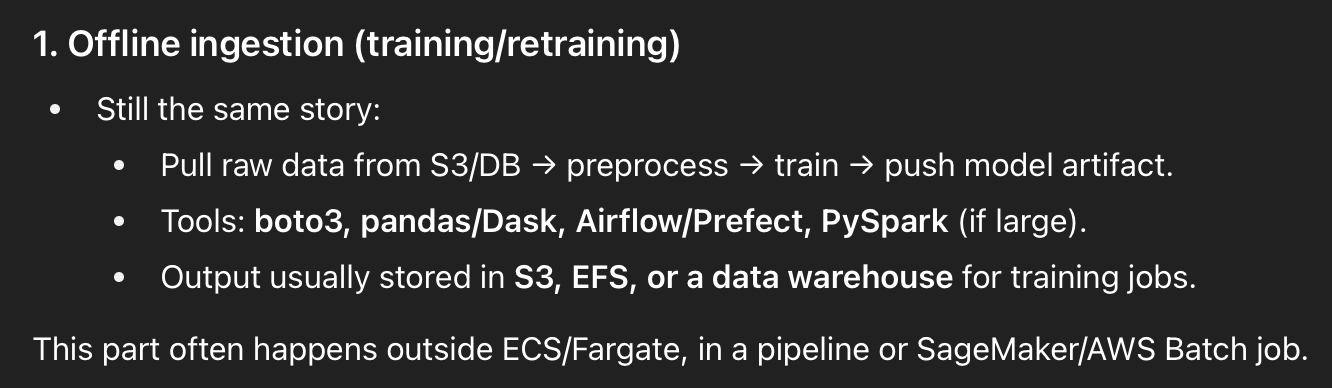 1. Offline ingestion (training/retraining)
• Still the same story:
• Pull raw data from S3/DB → preprocess → train → push model artifact.
• Tools: boto3, pandas/Dask, Airflow/Prefect, PySpark (if large).
• Output usually stored in S3, EFS, or a data warehouse for training jobs.
This part often happens outside ECS/Fargate, in a pipeline or SageMaker/AWS Batch job.